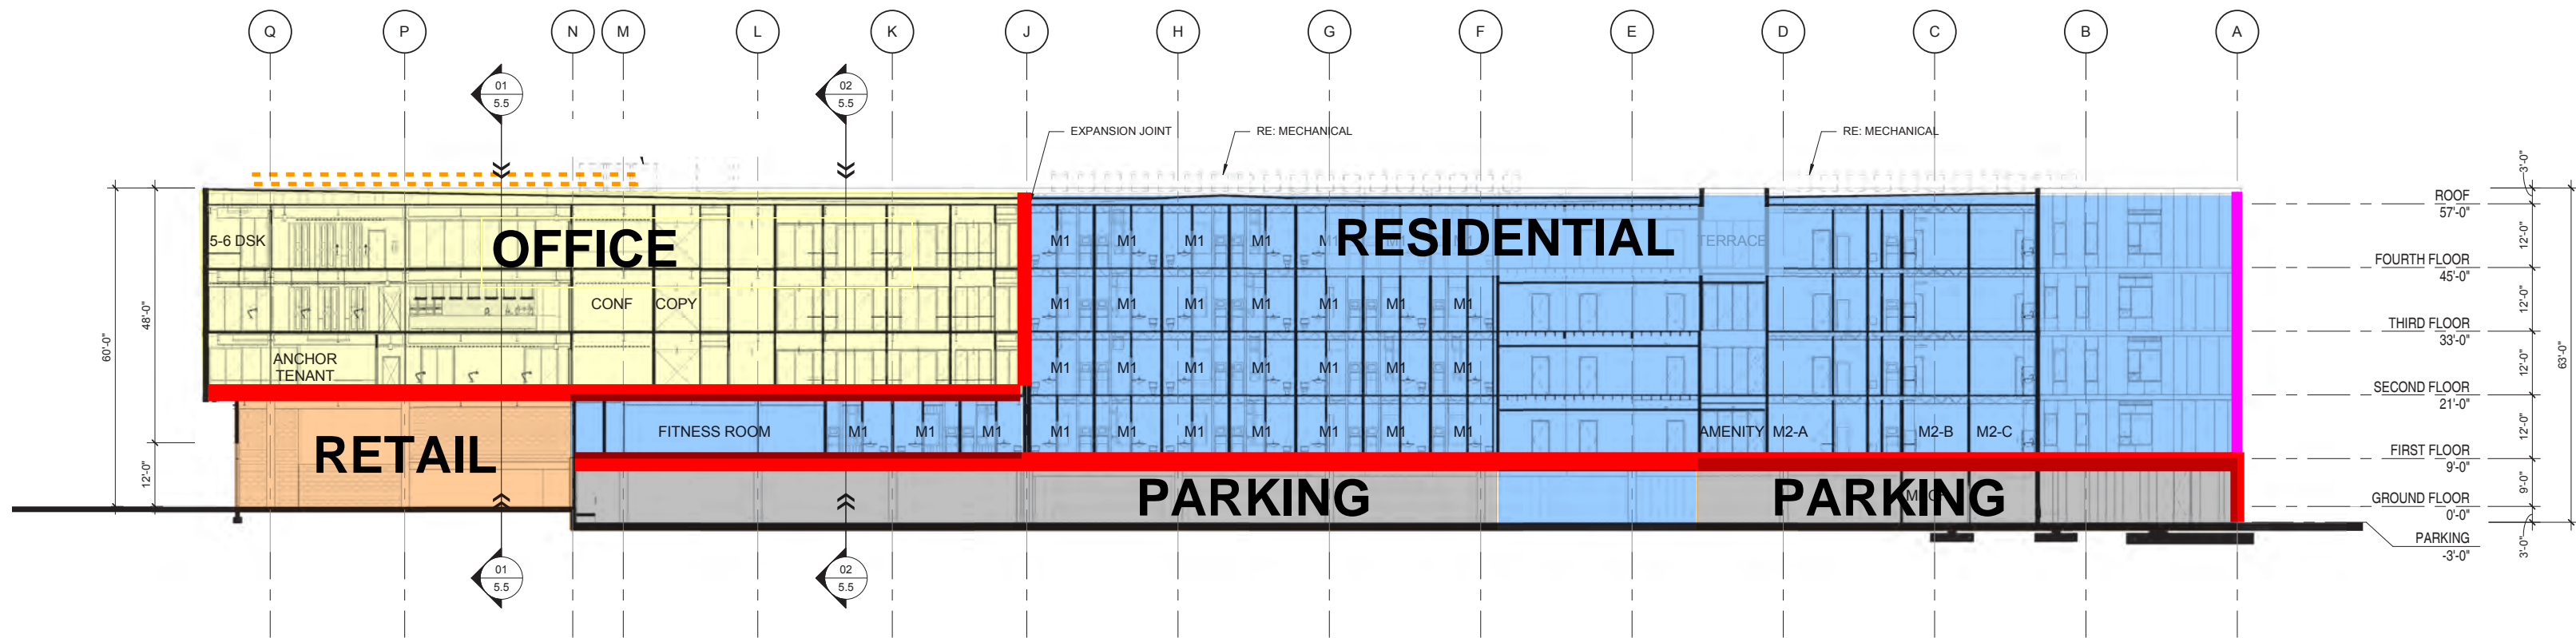 Q P N M L K J H G F E D C B A
01
5.5
02
5.5
EXPANSION JOINT
RE: MECHANICAL
RE: MECHANICAL
3'-0"
ROOF
57'-0"
OFFICE
RESIDENTIAL
5-6 DSK
M1 M1 M1 M1 M1 M1 M1
TERRACE
12'-0"
FOURTH FLOOR
45'-0"
48'-0"
60'-0"
CONF COPY
M1 M1 M1 M1 M1 M1 M1
12'-0"
THIRD FLOOR
33'-0"
63'-0"
ANCHOR
TENANT
M1 M1 M1 M1 M1 M1 M1
12'-0"
SECOND FLOOR
21'-0"
RETAIL
FITNESS ROOM
M1 M1 M1 M1 M1 M1 M1 M1 M1 M1
AMENITY M2-A M2-B M2-C
12'-0"
FIRST FLOOR
9'-0"
12'-0"
PARKING
PARKING
9'-0"
GROUND FLOOR
0'-0"
3'-0"
PARKING
-3'-0"
01
5.5
02
5.5